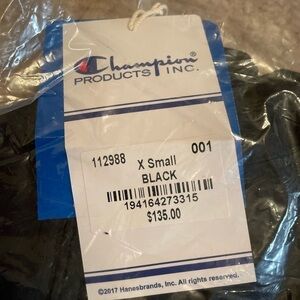 Champion
PRODUCTS INC.
112988 X Small 001
BLACK
194164273315
$135.00
©2017 Hanesbrands, Inc. All rights reserved.